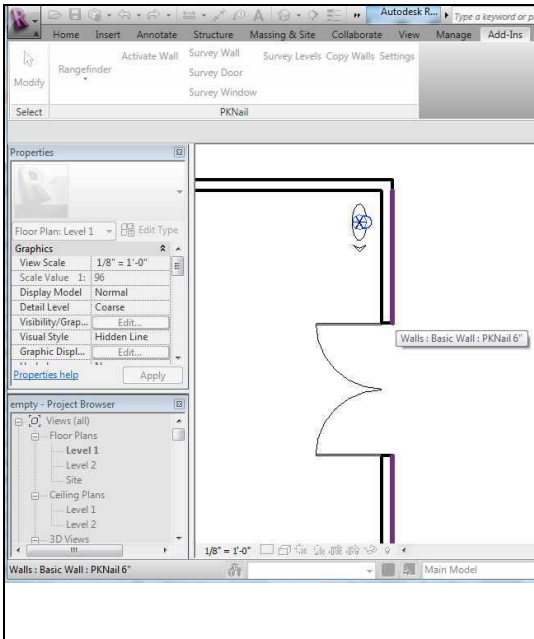 Autodesk R... Type a keyword or p
Home Insert Annotate Structure Massing & Site Collaborate View Manage Add-Ins
Modify
Rangefinder
Activate Wall
Survey Wall
Survey Door
Survey Window
Survey Levels Copy Walls Settings
Select PKNail
Properties
Floor Plan: Level 1 Edit Type
Graphics
View Scale 1/8" = 1'-0"
Scale Value 1: 96
Display Model Normal
Detail Level Coarse
Visibility/Grap... Edit...
Visual Style Hidden Line
Graphic Displ... Edit...
Properties help Apply
Walls : Basic Wall : PKNail 6"
empty - Project Browser
Views (all)
Floor Plans
Level 1
Level 2
Site
Ceiling Plans
Level 1
Level 2
3D Views
1/8" = 1'-0"
Walls : Basic Wall : PKNail 6" Main Model